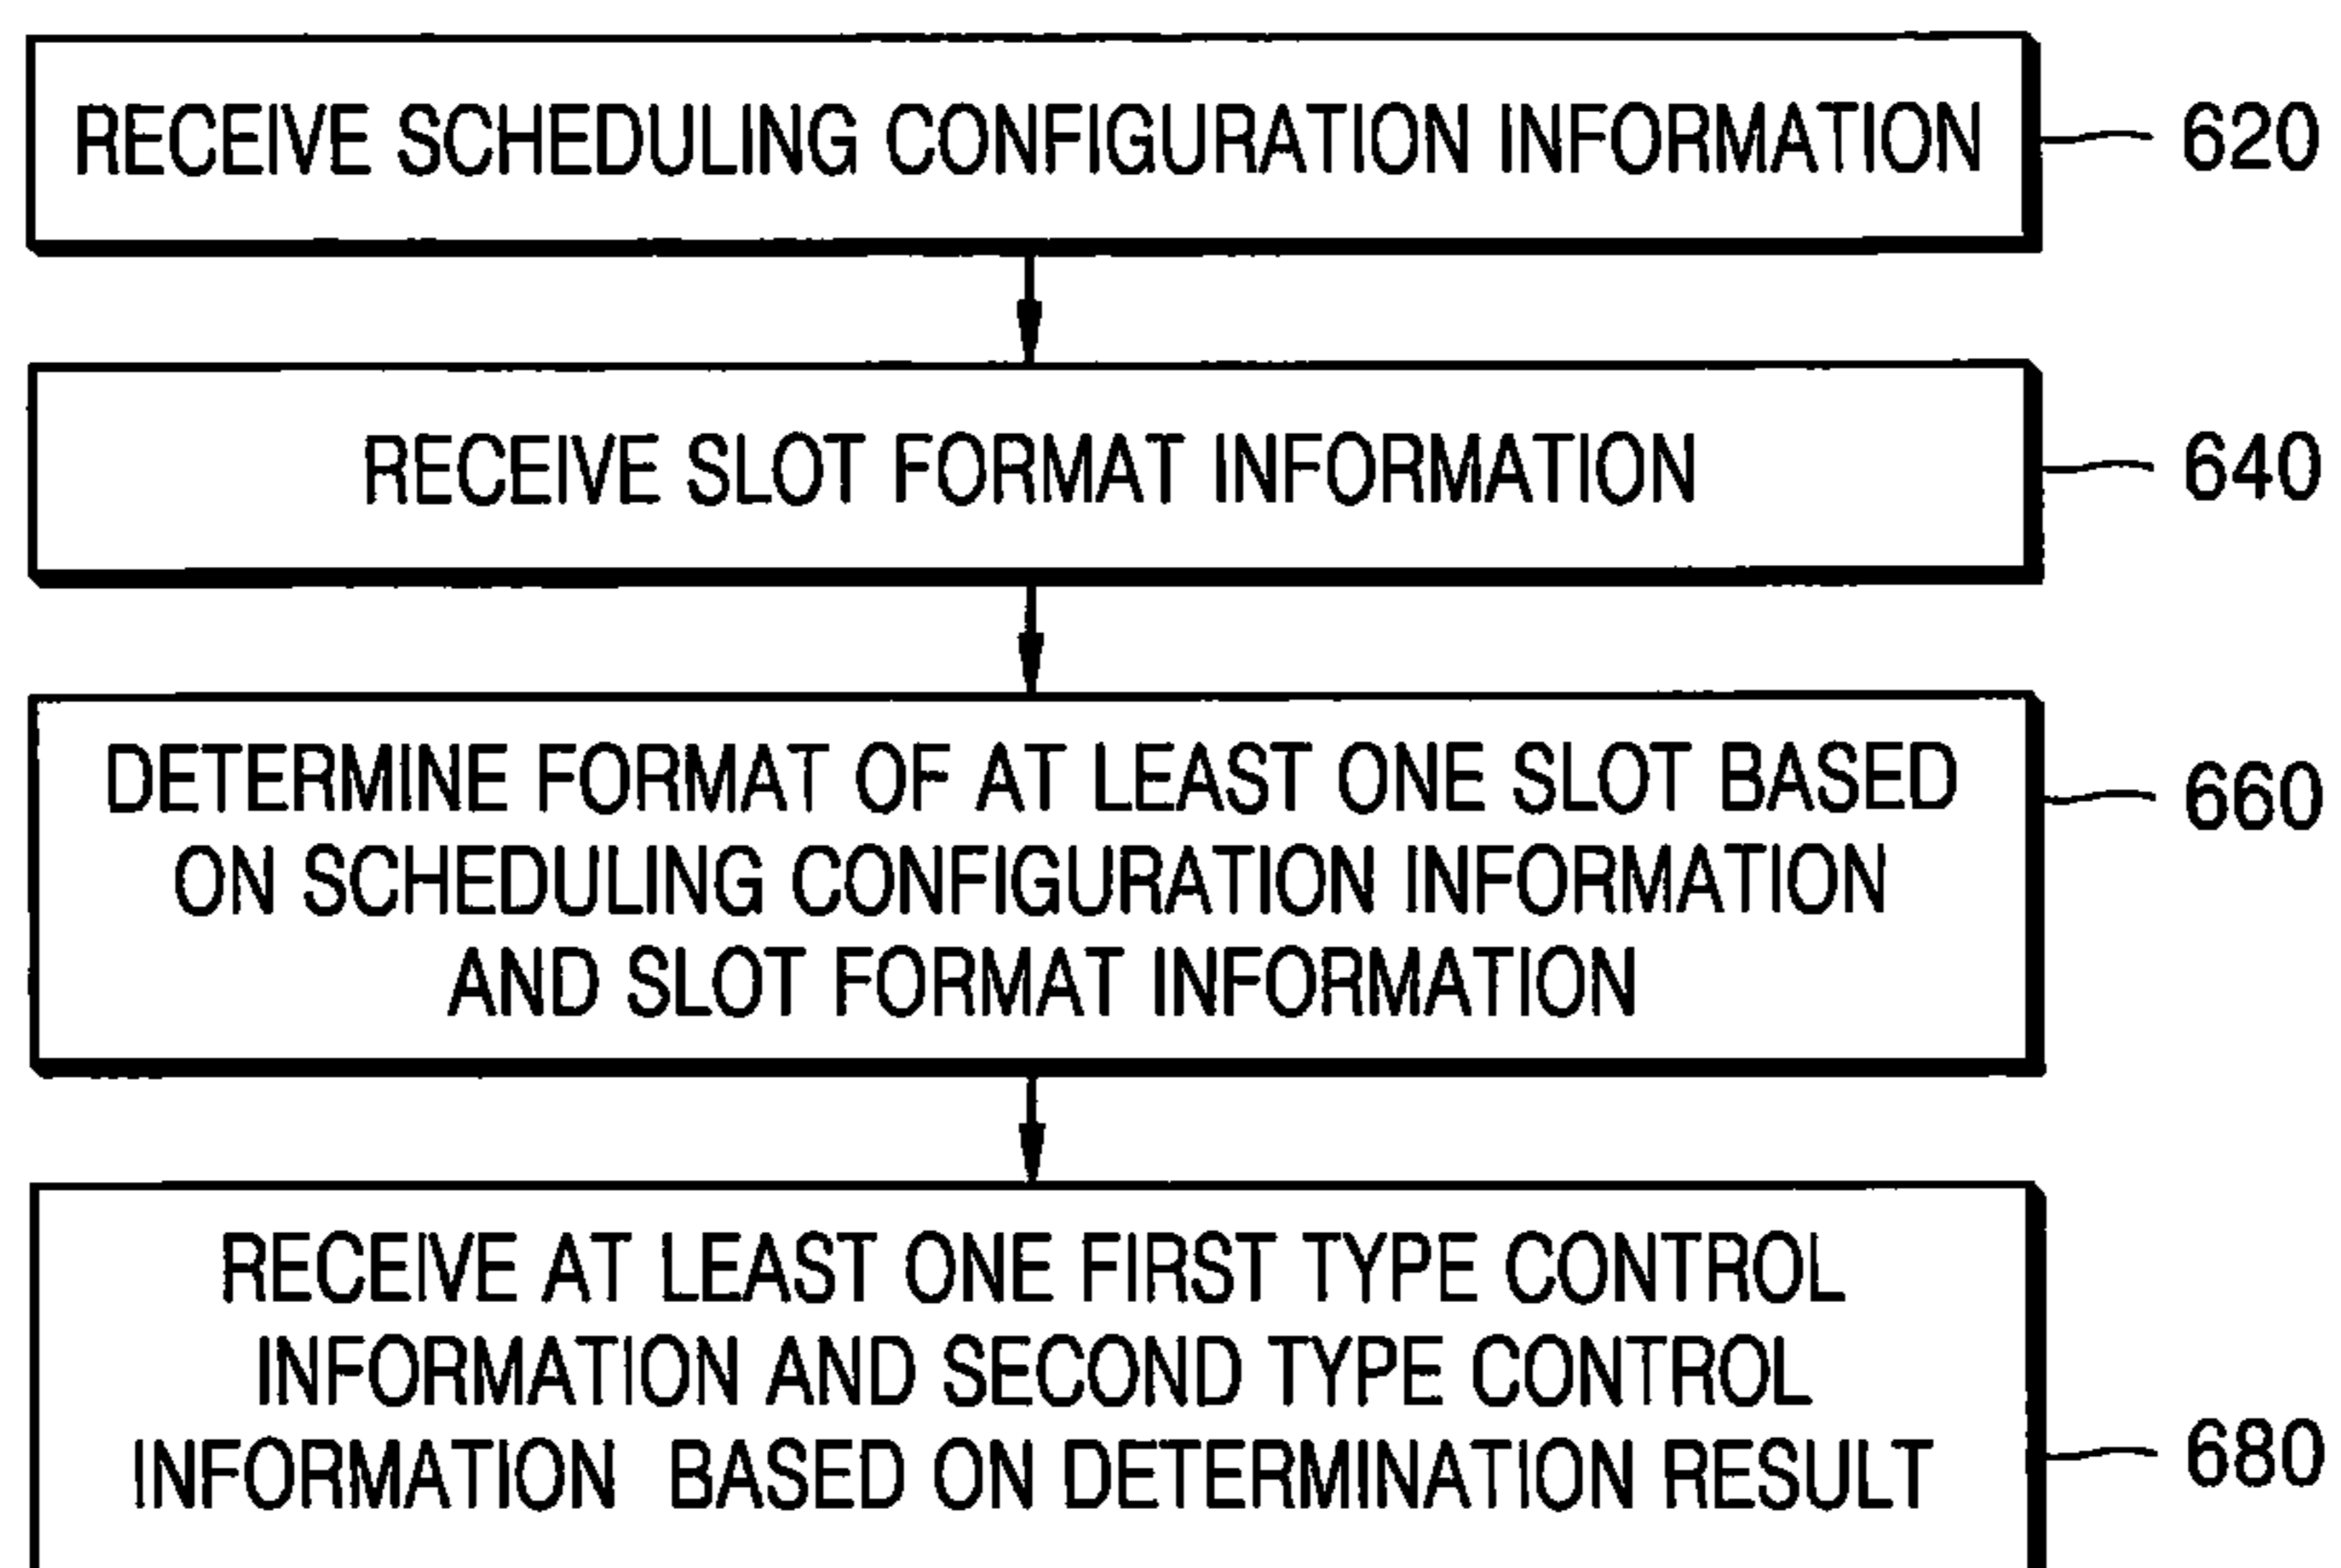 RECEIVE SCHEDULING CONFIGURATION INFORMATION
620
RECEIVE SLOT FORMAT INFORMATION
640
DETERMINE FORMAT OF AT LEAST ONE SLOT BASED
ON SCHEDULING CONFIGURATION INFORMATION
AND SLOT FORMAT INFORMATION
660
RECEIVE AT LEAST ONE FIRST TYPE CONTROL
INFORMATION AND SECOND TYPE CONTROL
INFORMATION BASED ON DETERMINATION RESULT
680